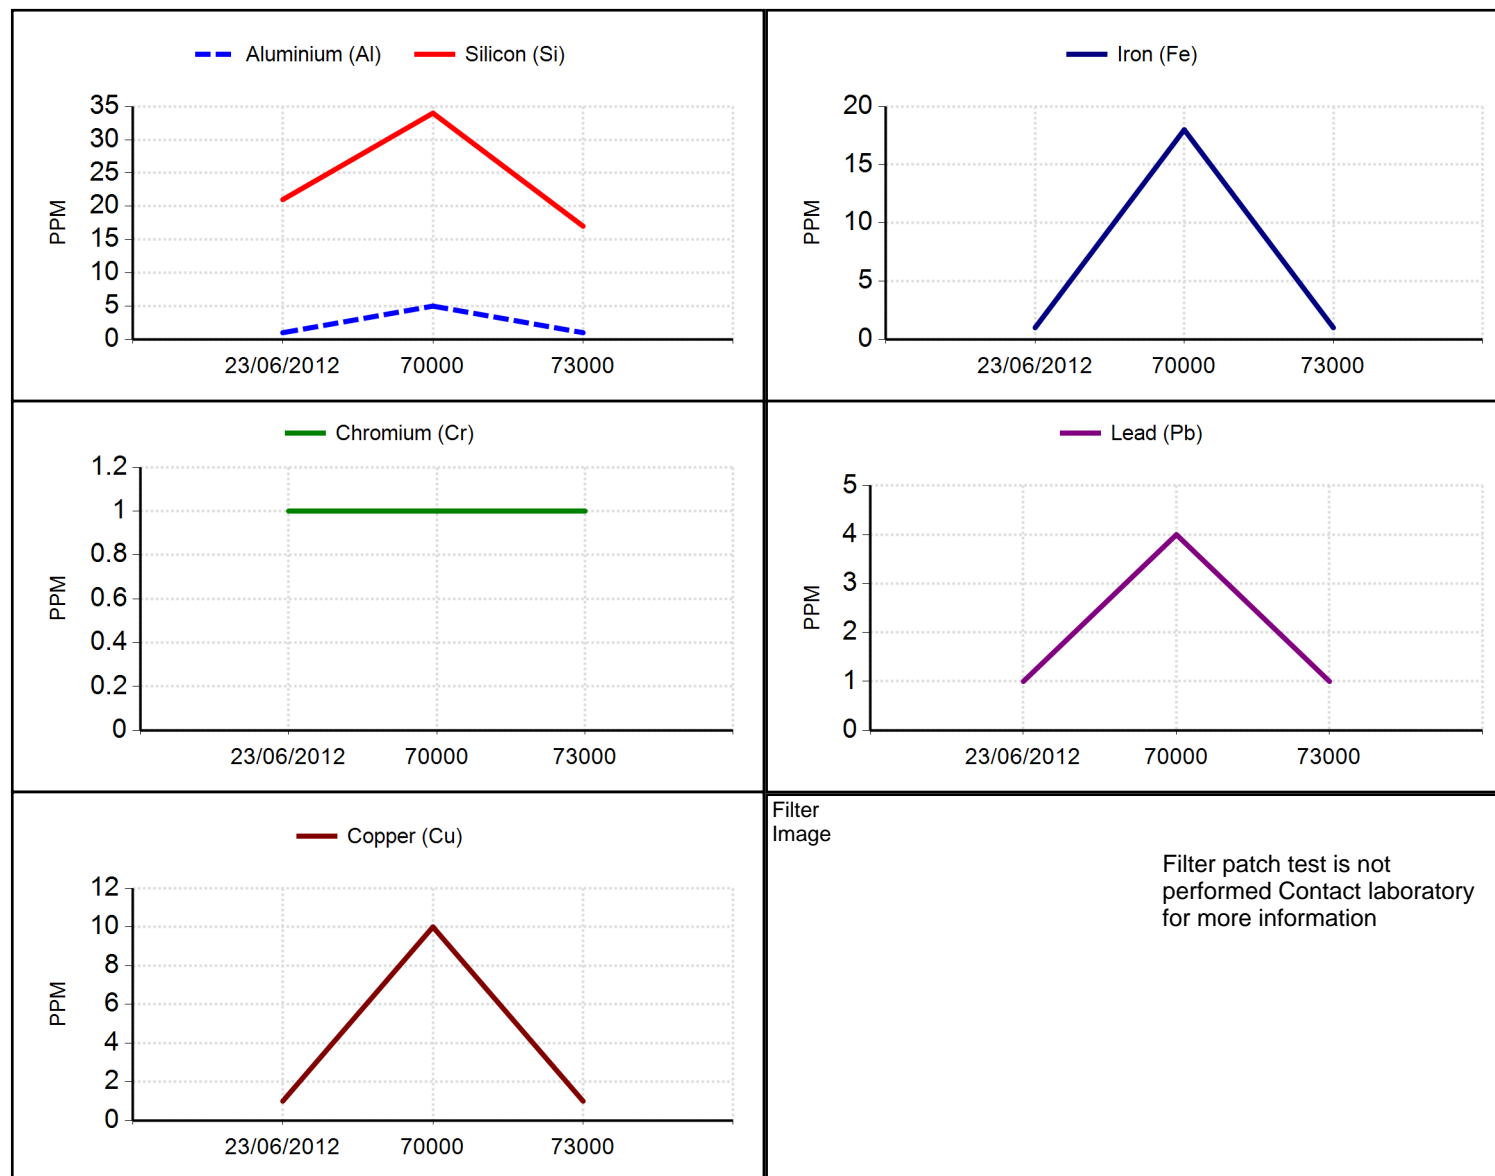 Aluminium (Al) Silicon (Si)
35
30
25
20
15
10
5
0
PPM
23/06/2012 70000 73000
Iron (Fe)
20
15
10
5
0
PPM
23/06/2012 70000 73000
Chromium (Cr)
1.2
1
0.8
0.6
0.4
0.2
0
PPM
23/06/2012 70000 73000
Lead (Pb)
5
4
3
2
1
0
PPM
23/06/2012 70000 73000
Copper (Cu)
12
10
8
6
4
2
0
PPM
23/06/2012 70000 73000
Filter
Image
Filter patch test is not
performed Contact laboratory
for more information